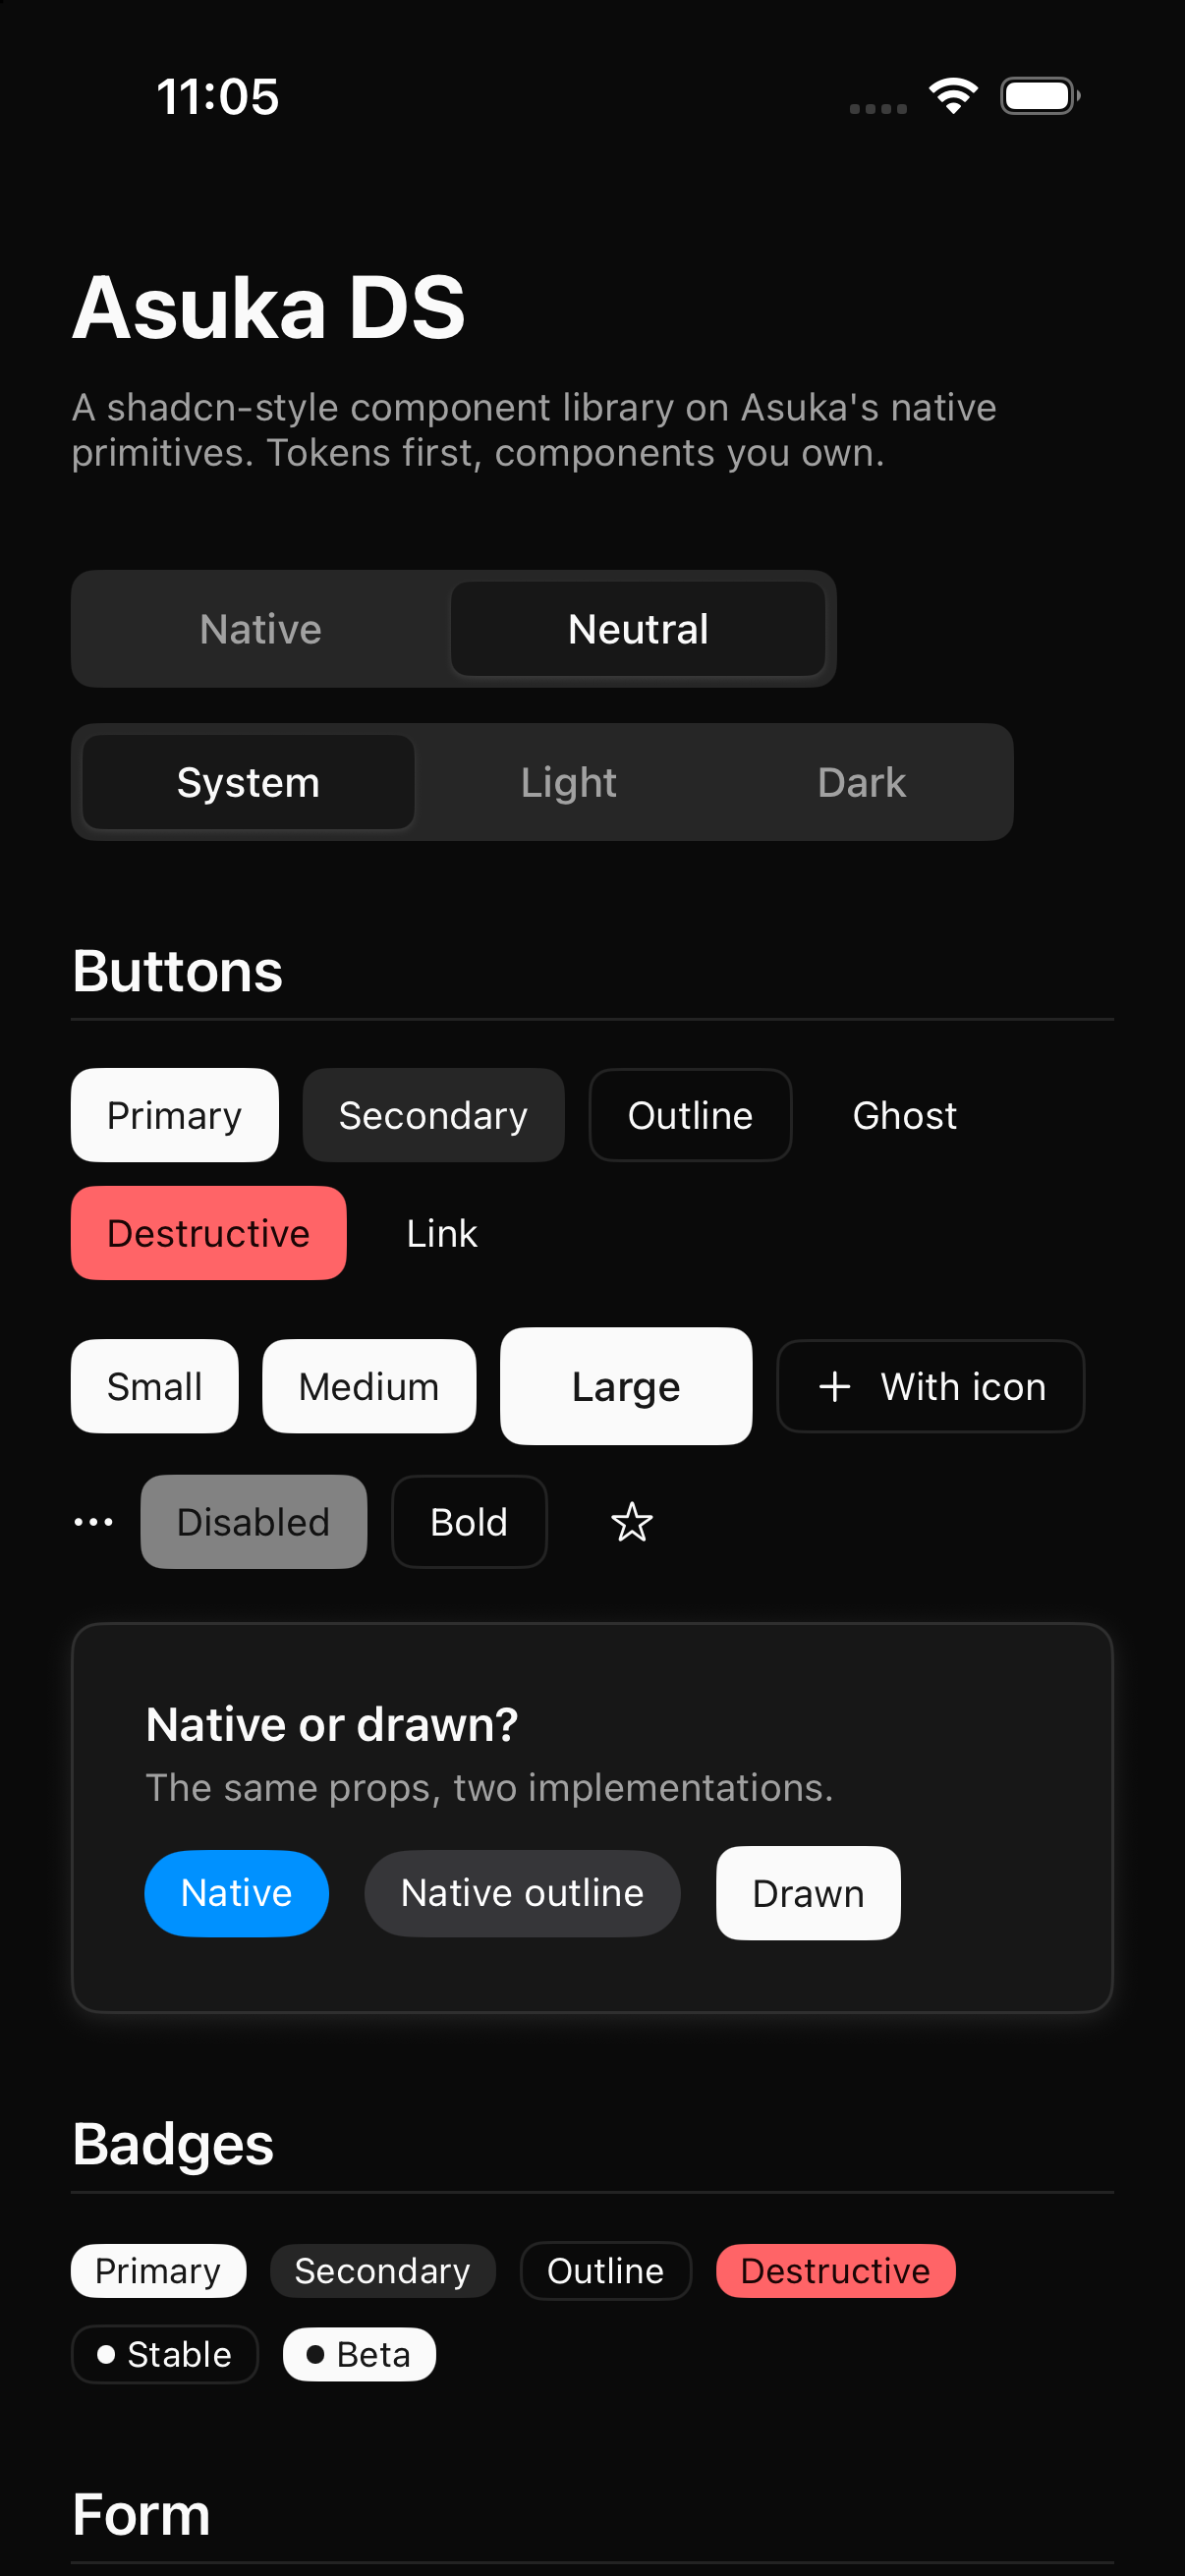 11:05
Asuka DS
A shadcn-style component library on Asuka's native
primitives. Tokens first, components you own.
Native Neutral
System Light Dark
Buttons
Primary Secondary Outline Ghost
Destructive Link
Small Medium Large + With icon
Disabled Bold
Native or drawn?
The same props, two implementations.
Native Native outline Drawn
Badges
Primary Secondary Outline Destructive
Stable Beta
Form